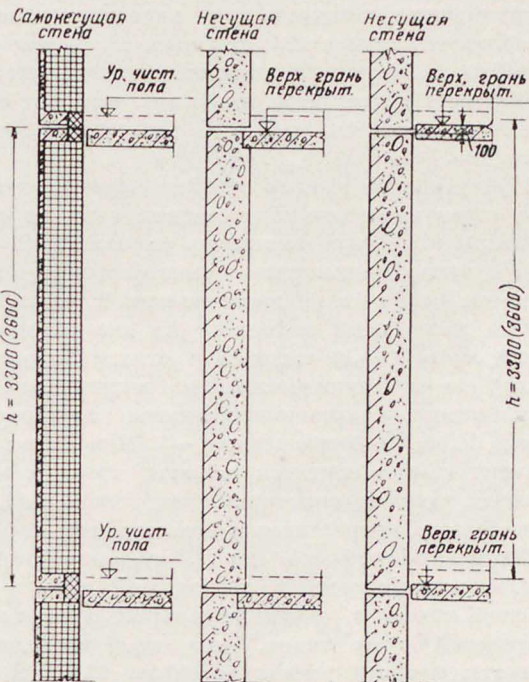 Самонесущая
стена
Несущая
стена
Несущая
стена
Ур. чист.
пола
Верх. грань
перекрыт.
Верх. грань
перекрыт.
100
h = 3300 (3600)
h = 3300 (3600)
Ур. чист.
пола
Верх. грань
перекрыт.